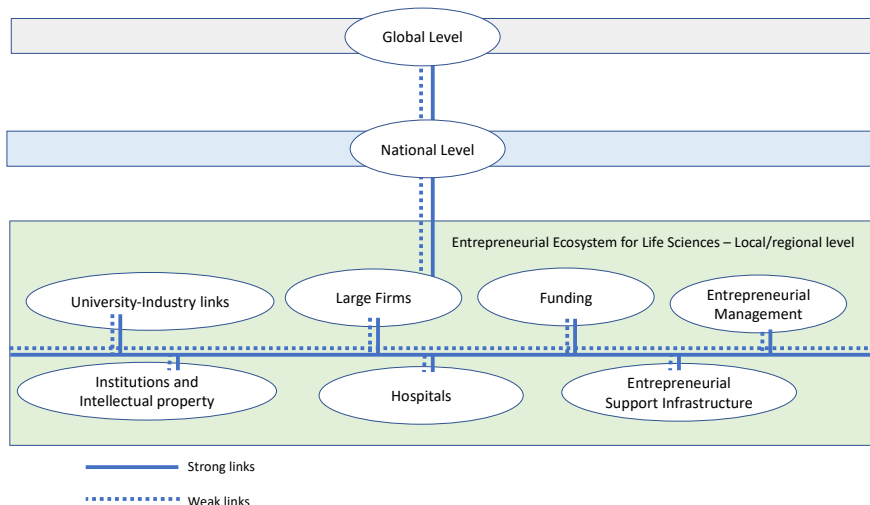 Global Level
National Level
Entrepreneurial Ecosystem for Life Sciences – Local/regional level
University-Industry links
Large Firms
Funding
Entrepreneurial
Management
Institutions and
Intellectual property
Hospitals
Entrepreneurial
Support Infrastructure
Strong links
Weak links